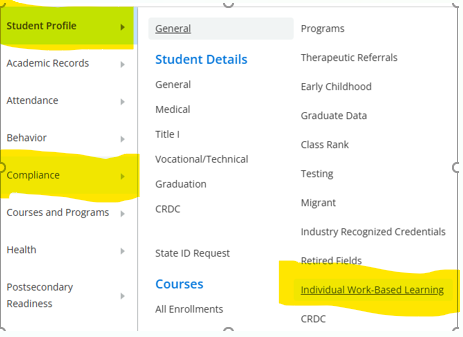 Student Profile
Academic Records
Attendance
Behavior
Compliance
Courses and Programs
Health
Postsecondary
Readiness
General
Student Details
General
Medical
Title I
Vocational/Technical
Graduation
CRDC
State ID Request
Courses
All Enrollments
Programs
Therapeutic Referrals
Early Childhood
Graduate Data
Class Rank
Testing
Migrant
Industry Recognized Credentials
Retired Fields
Individual Work-Based Learning
CRDC